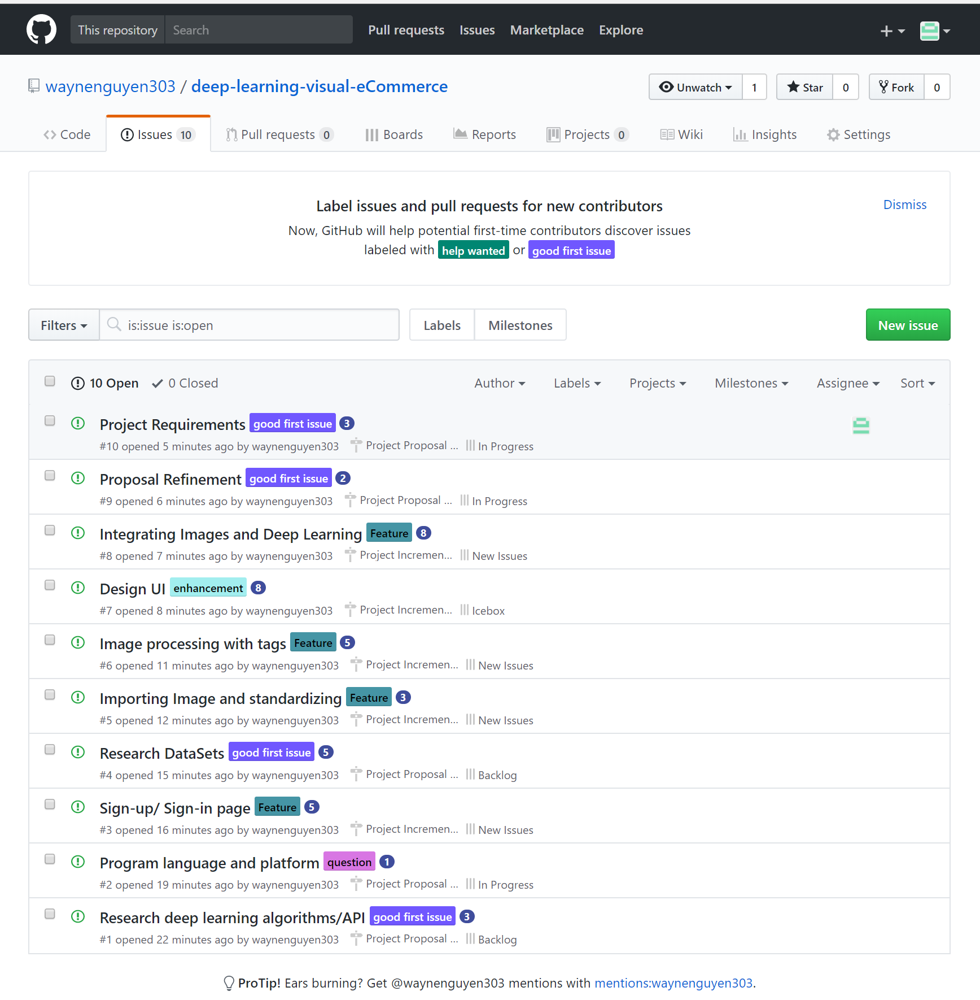 This repository Search Pull requests Issues Marketplace Explore
waynenguyen303 / deep-learning-visual-eCommerce Unwatch 1 Star 0 Fork 0
Code Issues 10 Pull requests 0 Boards Reports Projects 0 Wiki Insights Settings
Label issues and pull requests for new contributors Dismiss
Now, GitHub will help potential first-time contributors discover issues
labeled with help wanted or good first issue
Filters is:issue is:open Labels Milestones New issue
10 Open 0 Closed Author Labels Projects Milestones Assignee Sort
Project Requirements good first issue 3
#10 opened 5 minutes ago by waynenguyen303 Project Proposal ... In Progress
Proposal Refinement good first issue 2
#9 opened 6 minutes ago by waynenguyen303 Project Proposal ... In Progress
Integrating Images and Deep Learning Feature 8
#8 opened 7 minutes ago by waynenguyen303 Project Incremen... New Issues
Design UI enhancement 8
#7 opened 8 minutes ago by waynenguyen303 Project Incremen... Icebox
Image processing with tags Feature 5
#6 opened 11 minutes ago by waynenguyen303 Project Incremen... New Issues
Importing Image and standardizing Feature 3
#5 opened 12 minutes ago by waynenguyen303 Project Incremen... New Issues
Research DataSets good first issue 5
#4 opened 15 minutes ago by waynenguyen303 Project Proposal ... Backlog
Sign-up/ Sign-in page Feature 5
#3 opened 16 minutes ago by waynenguyen303 Project Incremen... New Issues
Program language and platform question 1
#2 opened 19 minutes ago by waynenguyen303 Project Proposal ... In Progress
Research deep learning algorithms/API good first issue 3
#1 opened 22 minutes ago by waynenguyen303 Project Proposal ... Backlog
ProTip! Ears burning? Get @waynenguyen303 mentions with mentions:waynenguyen303.